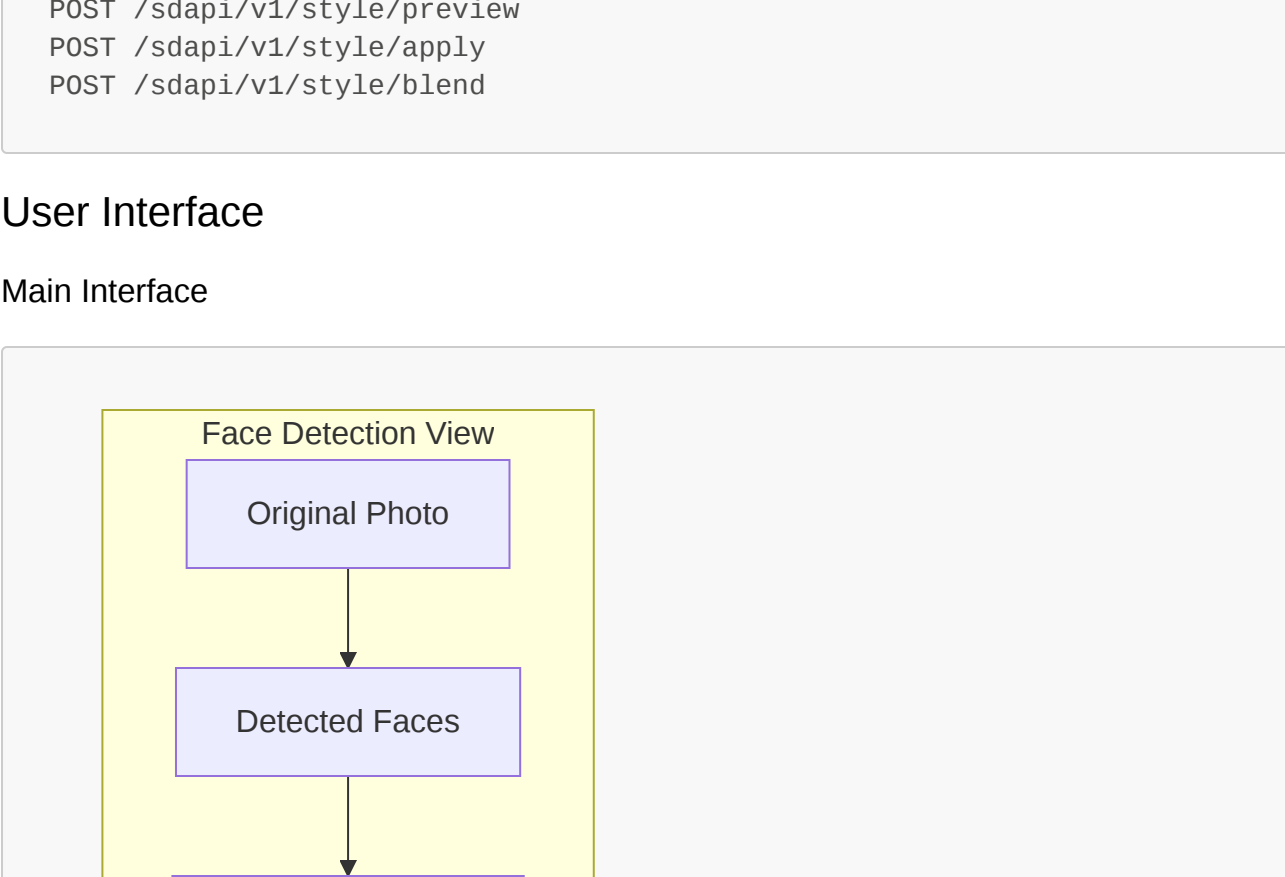 POST /sdapi/v1/style/preview
POST /sdapi/v1/style/apply
POST /sdapi/v1/style/blend
User Interface
Main Interface
Face Detection View
Original Photo
Detected Faces